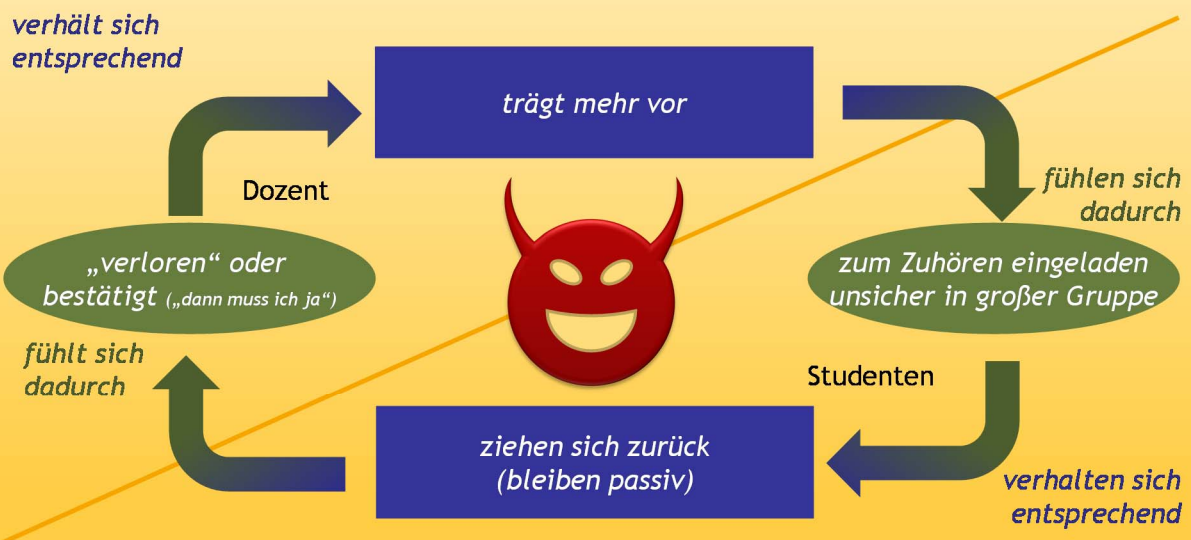 verhält sich
entsprechend
trägt mehr vor
Dozent
fühlen sich
dadurch
„verloren“ oder
bestätigt („dann muss ich ja“)
zum Zuhören eingeladen
unsicher in großer Gruppe
fühlt sich
dadurch
Studenten
ziehen sich zurück
(bleiben passiv)
verhalten sich
entsprechend